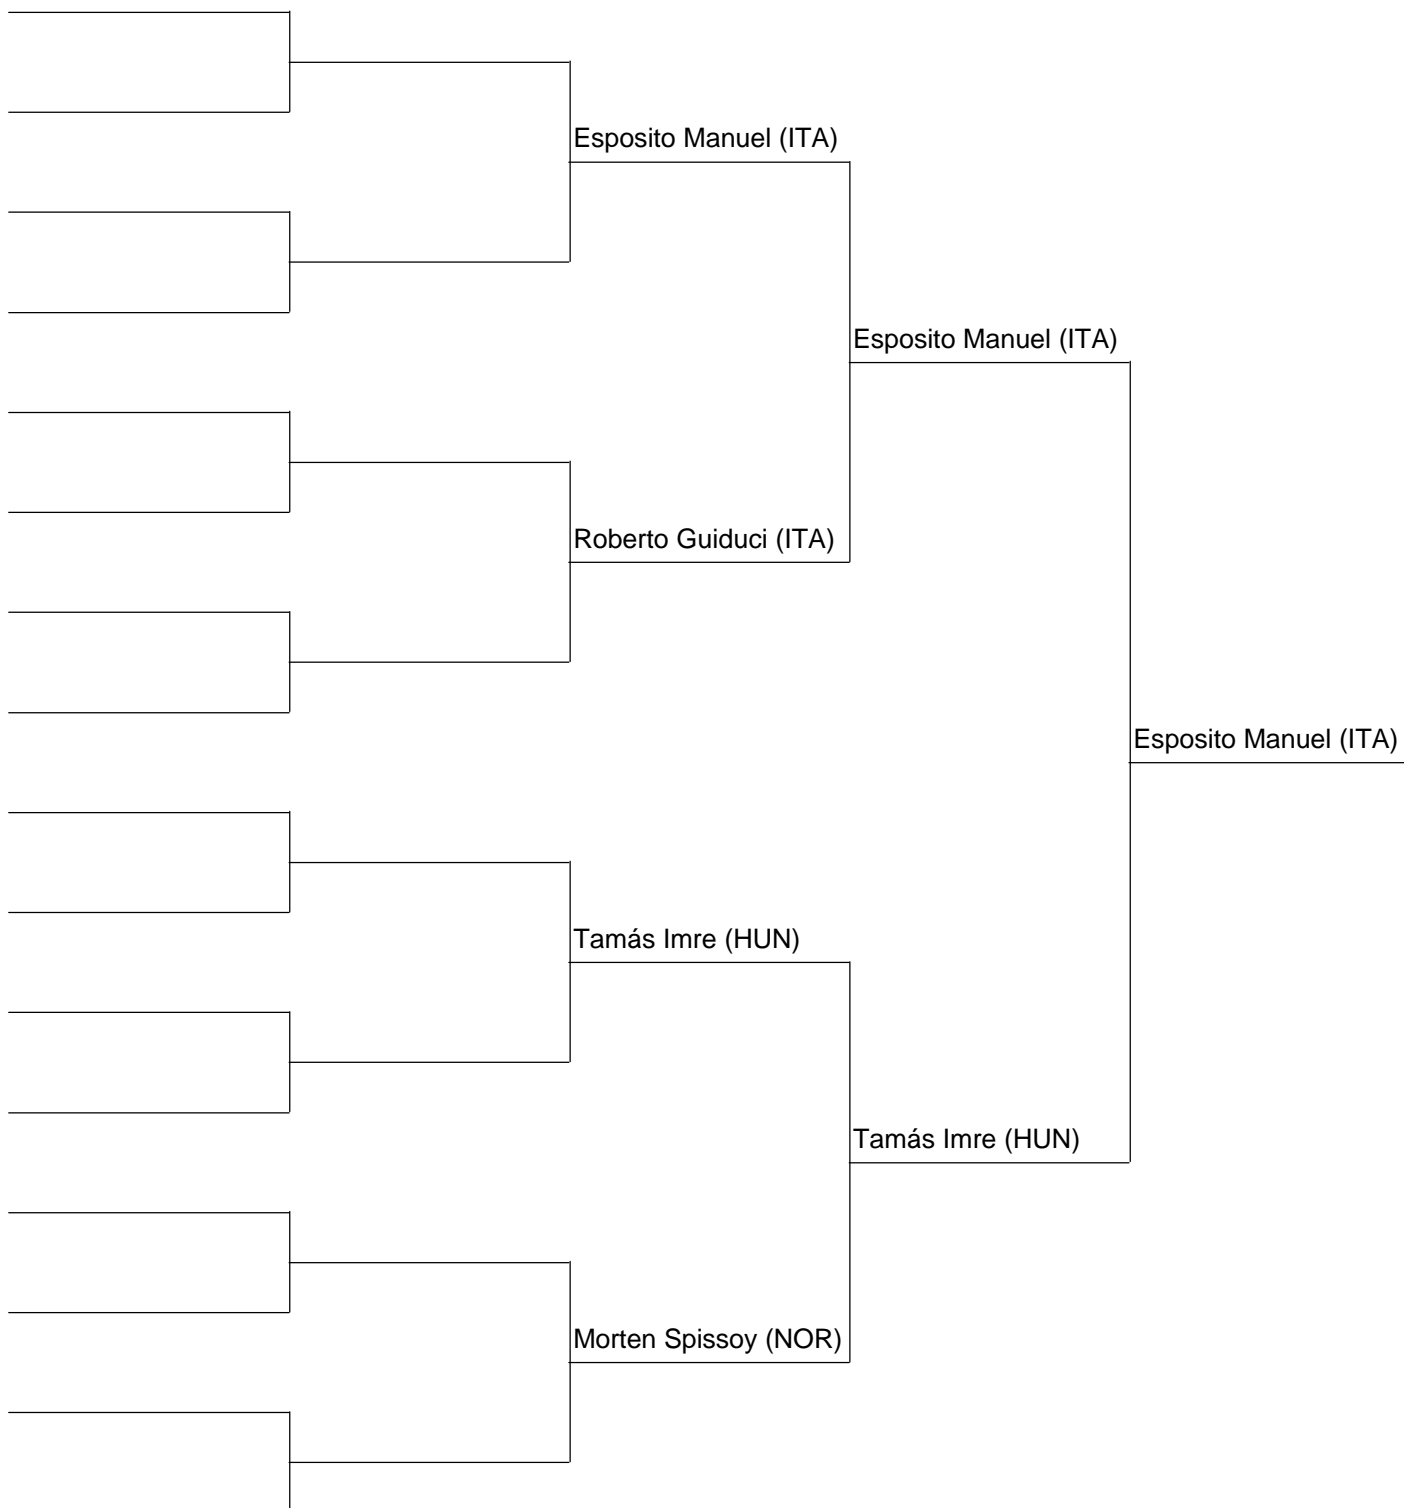 Esposito Manuel (ITA)
Esposito Manuel (ITA)
Roberto Guiduci (ITA)
Esposito Manuel (ITA)
Tamás Imre (HUN)
Tamás Imre (HUN)
Morten Spissoy (NOR)